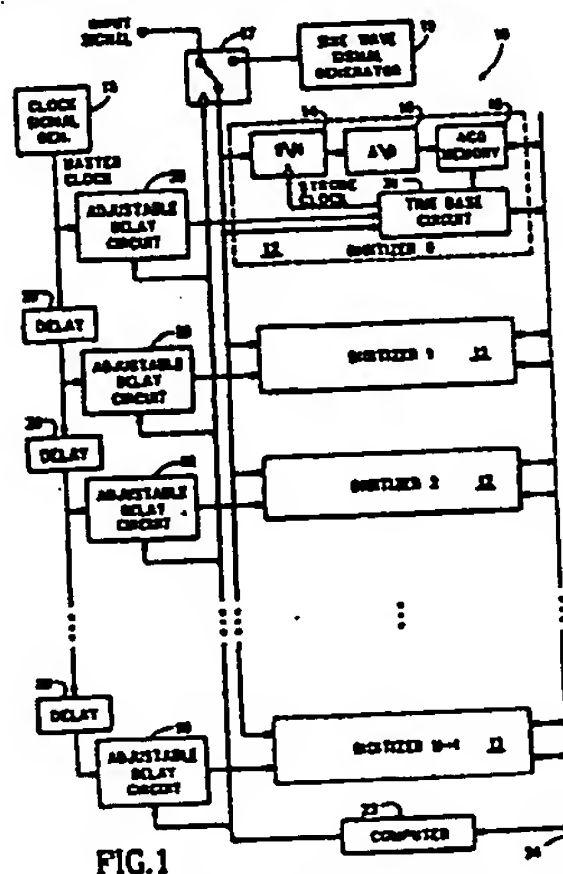 INPUT
SIGNAL
17
SINE WAVE
SIGNAL
GENERATOR
CLOCK
SIGNAL
GEN.
MASTER
CLOCK
S/H
A/D
ACQ
MEMORY
STROBE
CLOCK
TIME BASE
CIRCUIT
12
DIGITIZER 0
ADJUSTABLE
DELAY
CIRCUIT
DELAY
ADJUSTABLE
DELAY
CIRCUIT
DIGITIZER 1
DELAY
ADJUSTABLE
DELAY
CIRCUIT
DIGITIZER 2
12
DELAY
ADJUSTABLE
DELAY
CIRCUIT
DIGITIZER N-1
COMPUTER
FIG.1